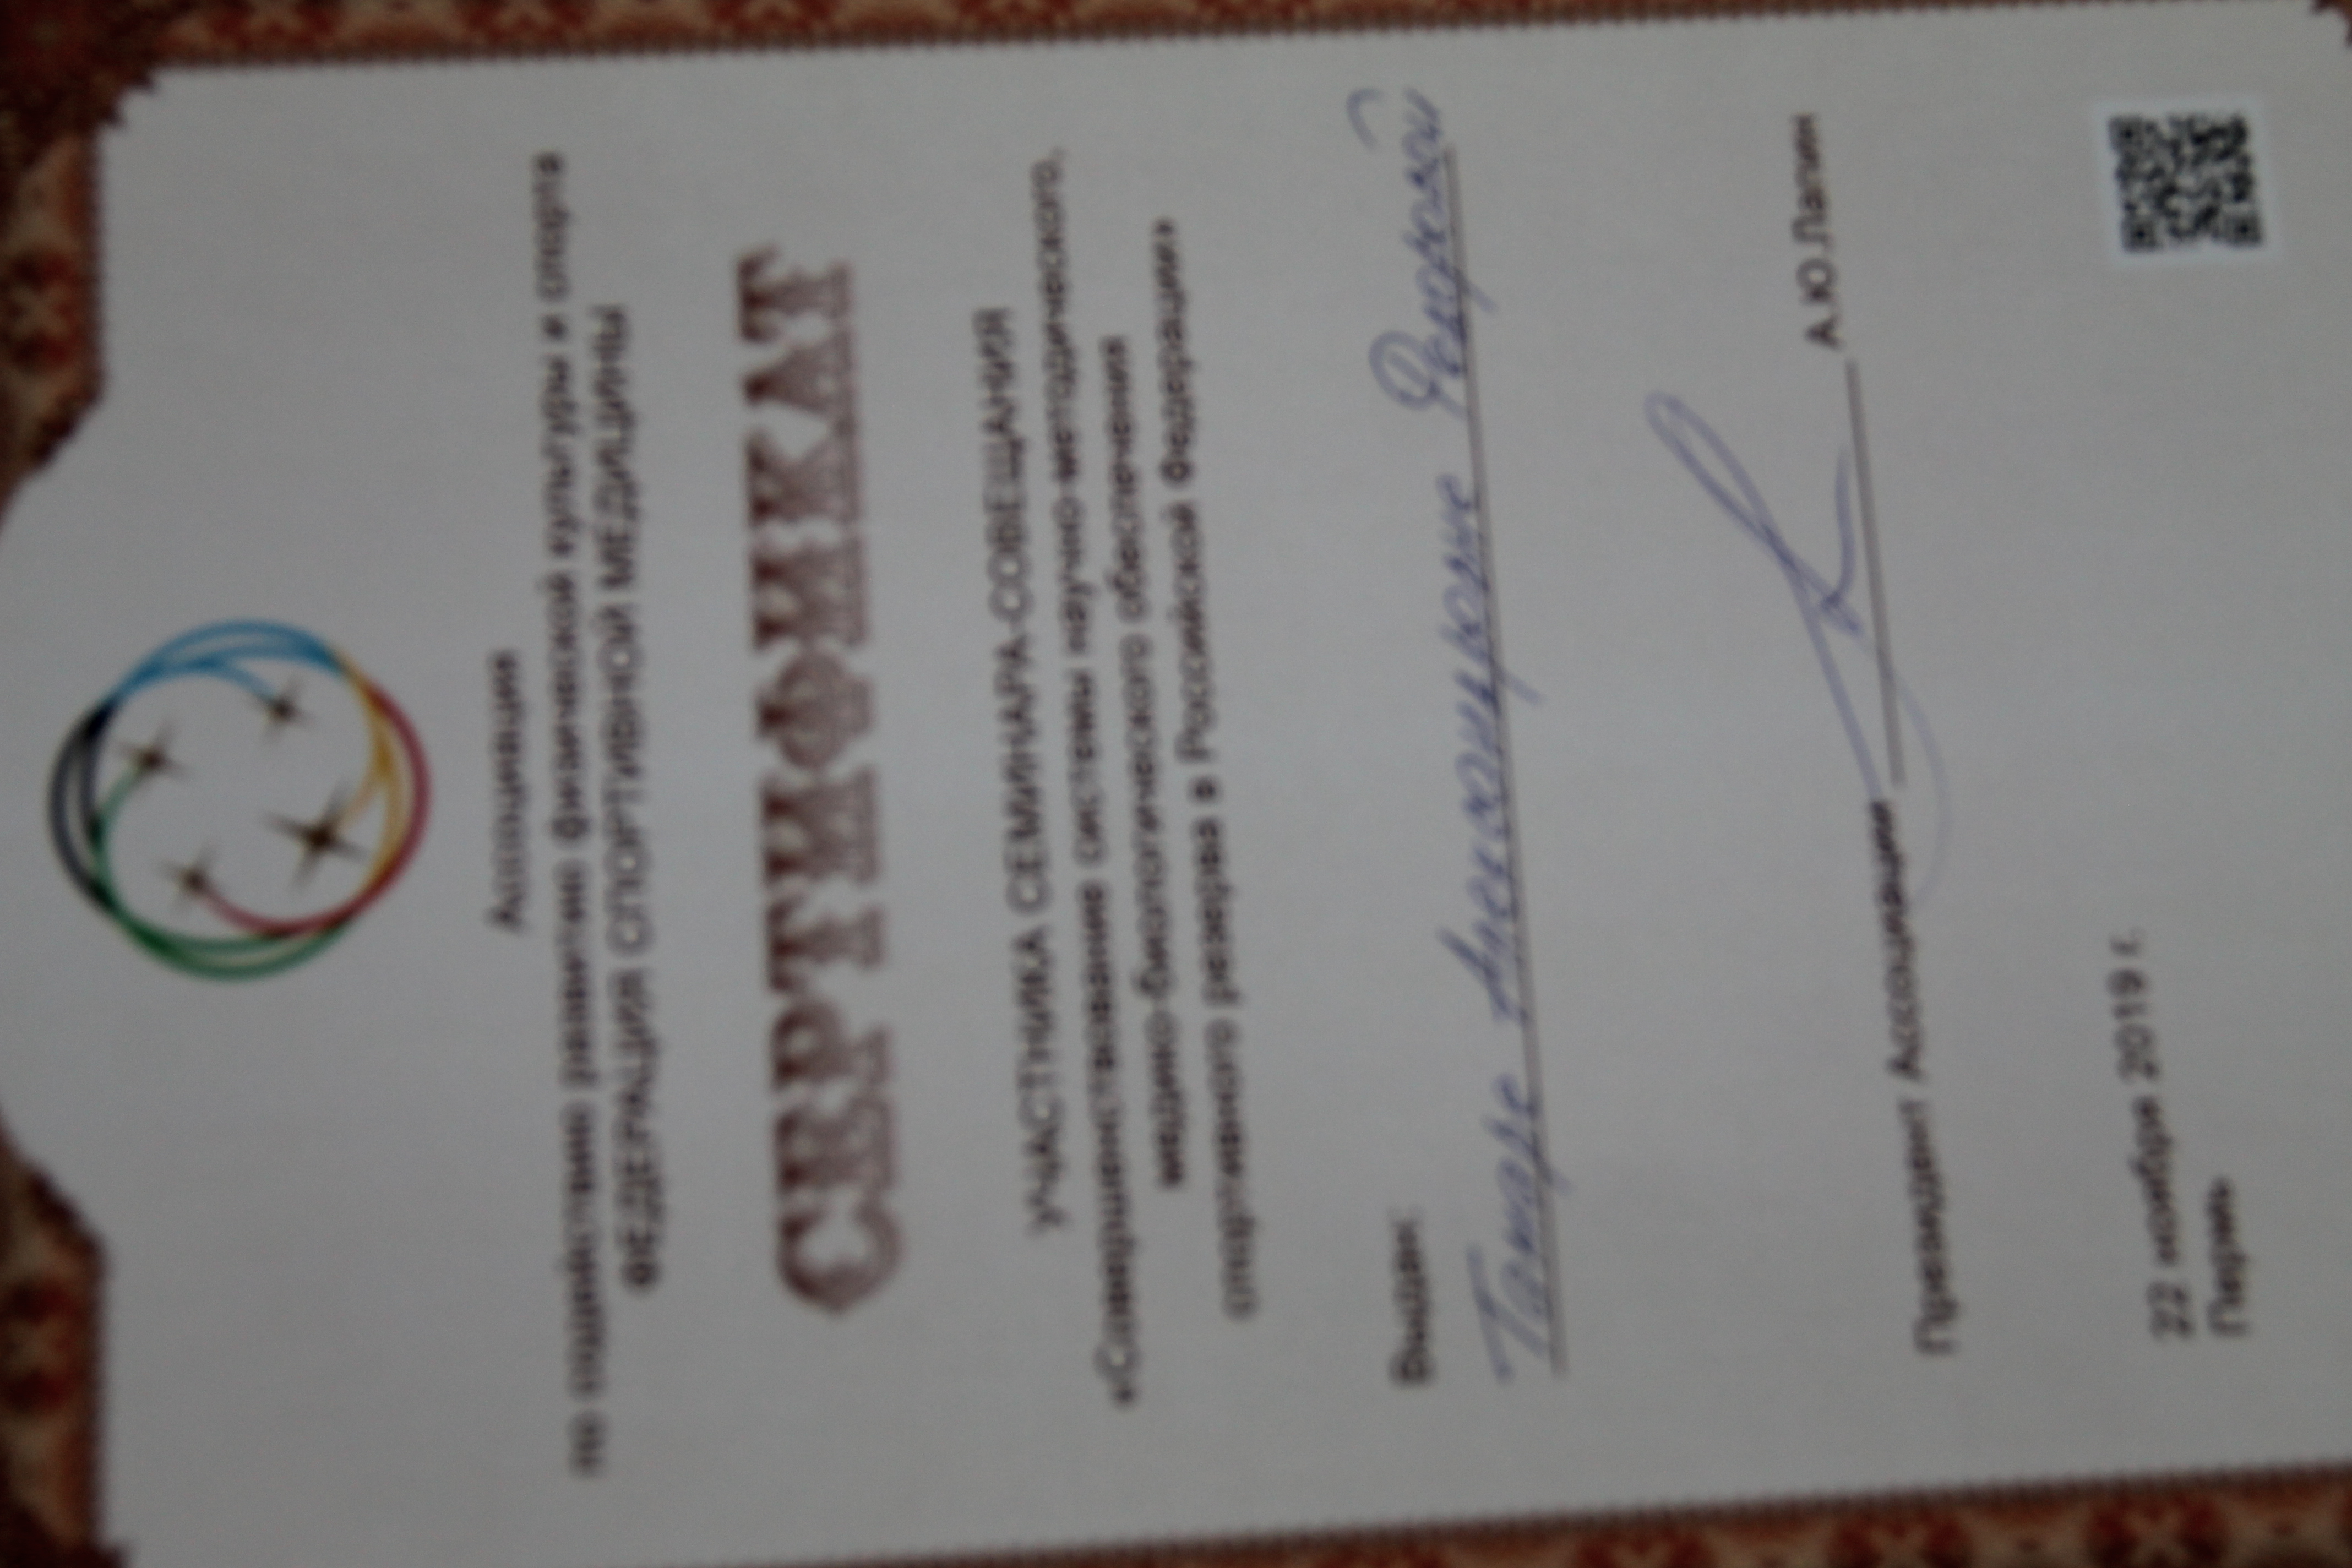 Ассоциация
по содействию развитию физической культуры и спорта
ФЕДЕРАЦИЯ СПОРТИВНОЙ МЕДИЦИНЫ
СЕРТИФИКАТ
УЧАСТНИКА СЕМИНАРА-СОВЕЩАНИЯ
«Совершенствование системы научно-методического,
медико-биологического обеспечения
спортивного резерва в Российской Федерации»
Выдан:
Александровне
Президент Ассоциации А.Ю.Лапин
22 ноября 2019 г.
Пермь